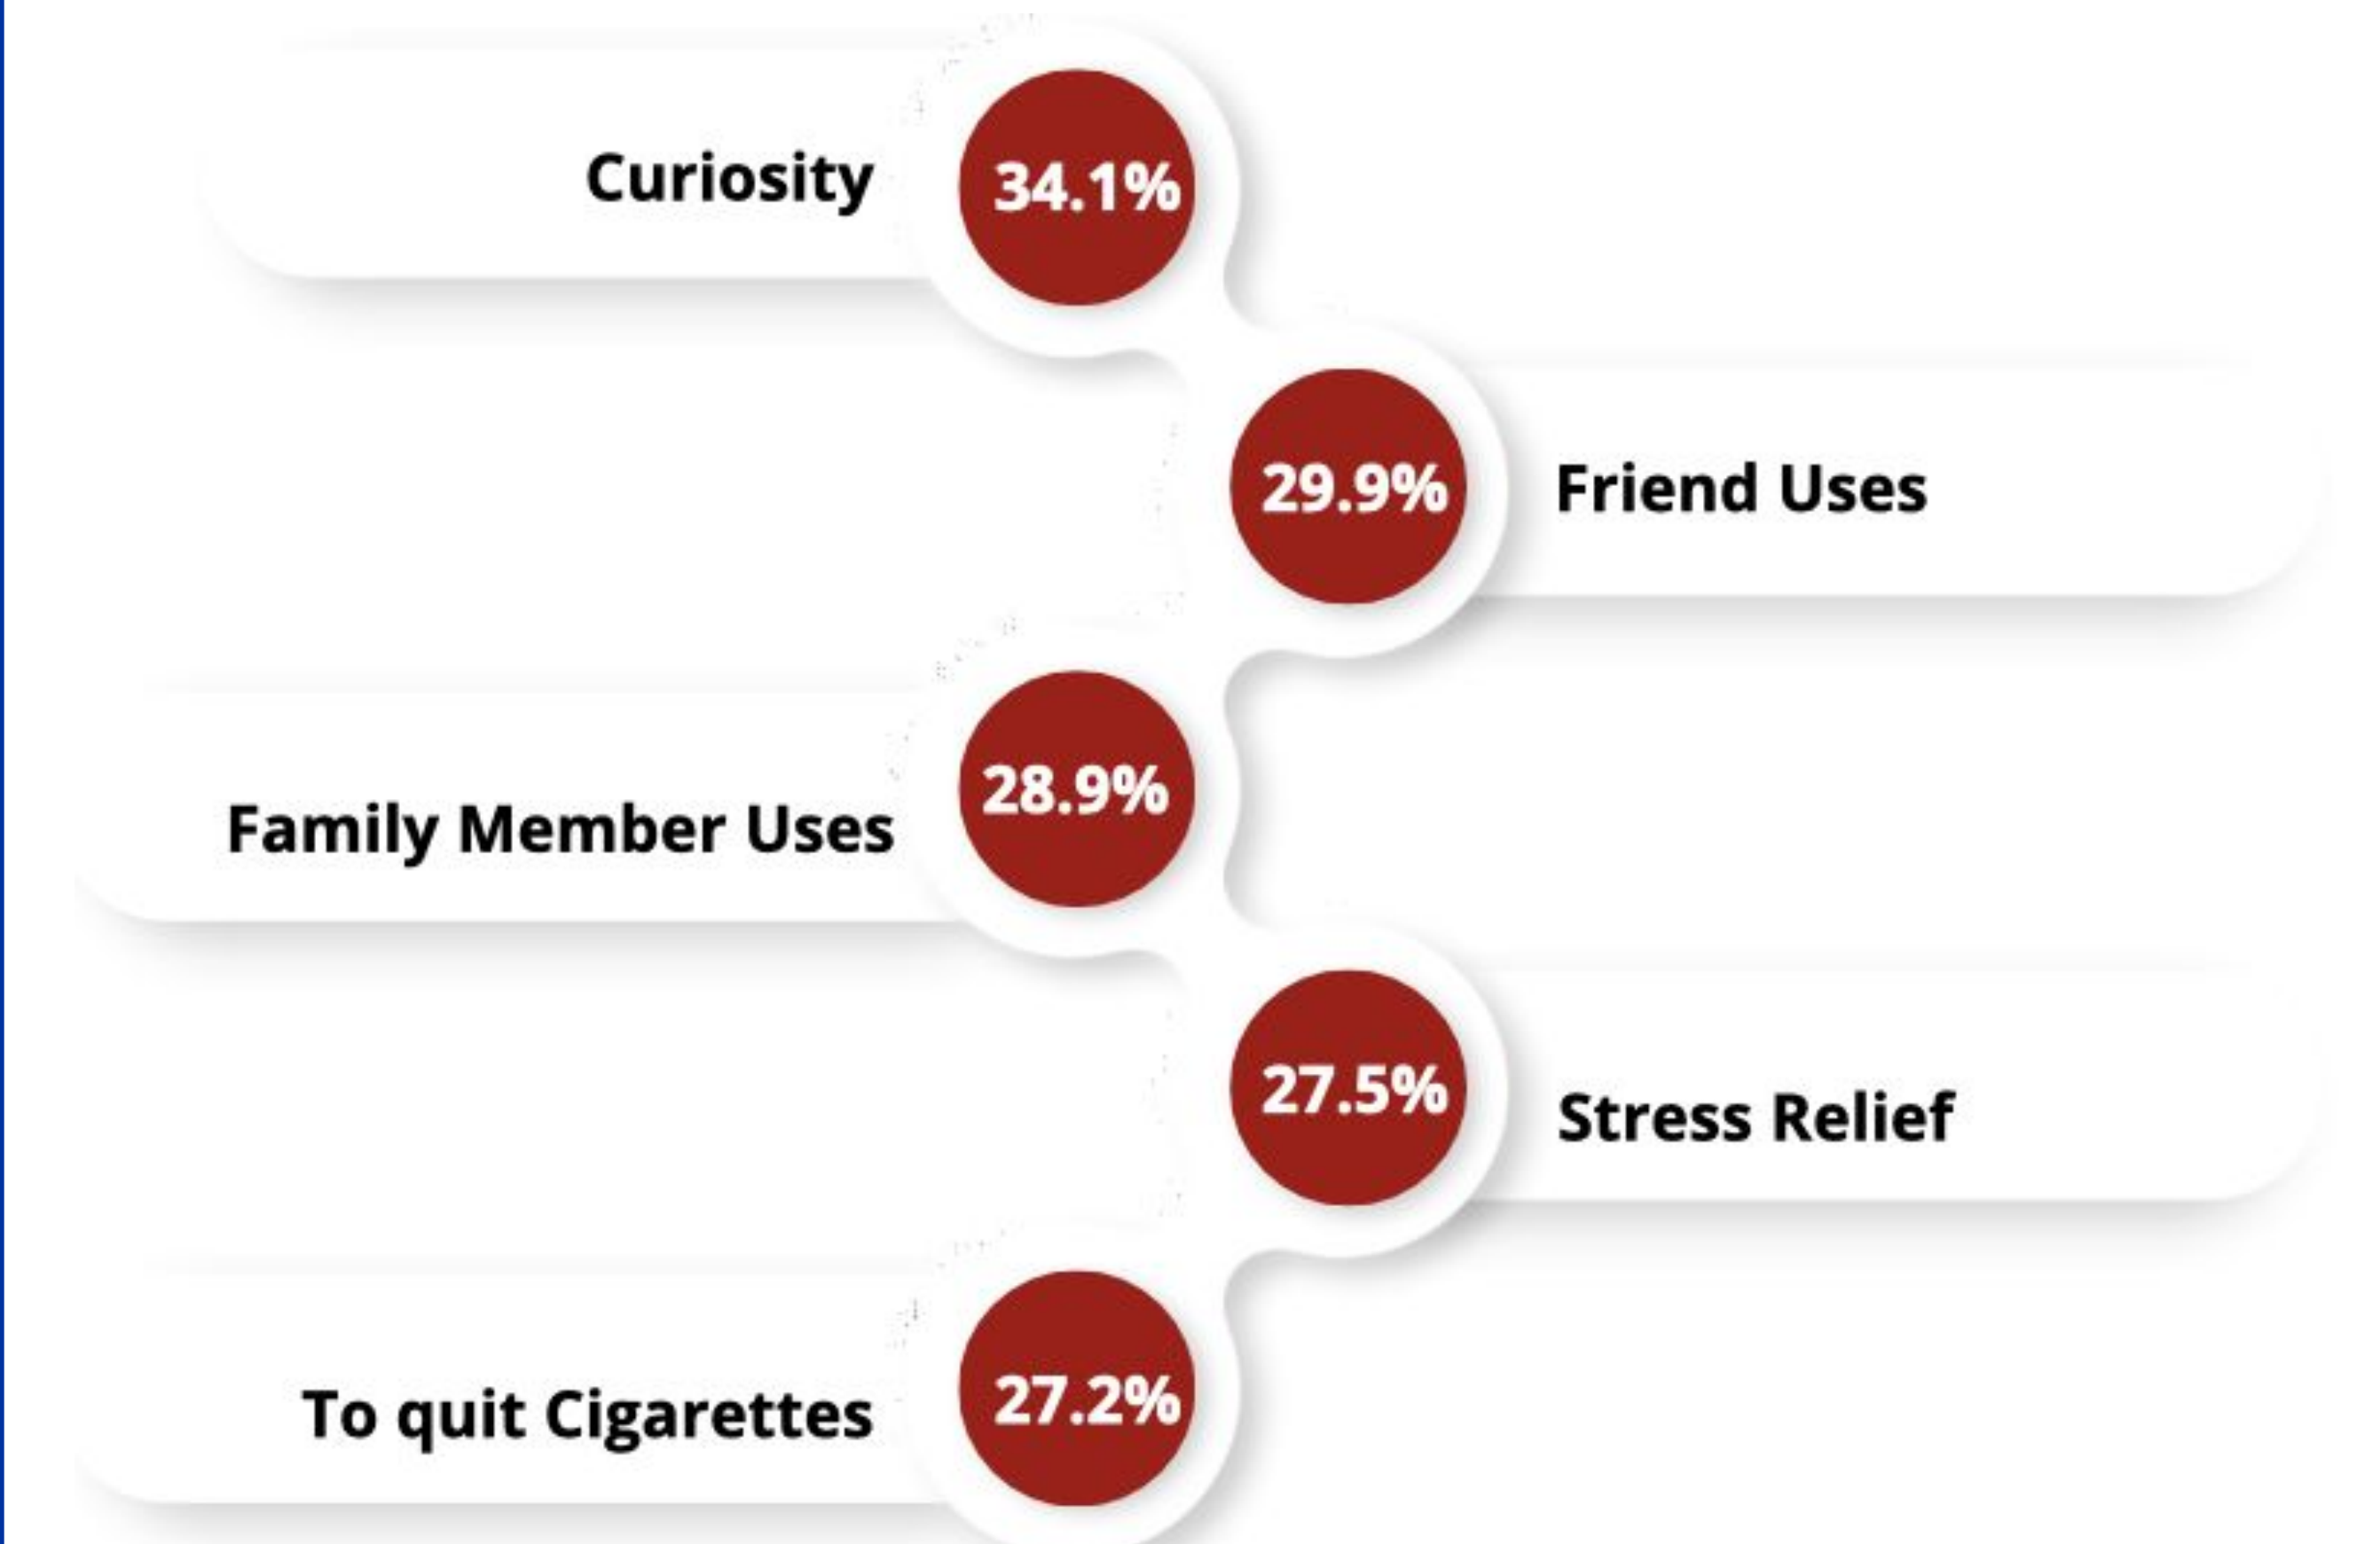 Curiosity
34.1%
29.9%
Friend Uses
28.9%
Family Member Uses
27.5%
Stress Relief
27.2%
To quit Cigarettes